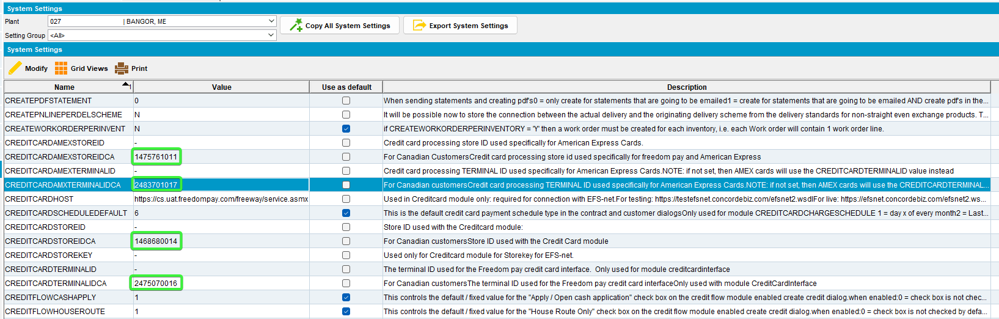 System Settings
Plant 027 | BANGOR, ME
Copy All System Settings Export System Settings
Setting Group <All>
System Settings
Modify Grid Views Print
Name 1 Value Use as default Description
CREATEPDFSTATEMENT 0 When sending statements and creating pdf's0 = only create for statements that are going to be emailed1 = create for statements that are going to be emailed AND create pdf's in the...
CREATEPNLINEPERDELSCHEME N It will be possible now to store the connection between the actual delivery and the originating delivery scheme from the delivery standards for non-straight even exchange products. T...
CREATEWORKORDERPERINVENT N if CREATEWORKORDERPERINVENTORY = 'Y' then a work order must be created for each inventory, i.e. each Work order will contain 1 work order line.
CREDITCARDAMEXSTOREID - Credit card processing store ID used specifically for American Express Cards.
CREDITCARDAMEXSTOREIDCA 1475761011 For Canadian CustomersCredit card processing store id used specifically for freedom pay and American Express
CREDITCARDAMEXTERMINALID - Credit card processing TERMINAL ID used specifically for American Express Cards.NOTE: if not set, then AMEX cards will use the CREDITCARDTERMINALID value instead
CREDITCARDAMXTERMINALIDCA 2483701017 For Canadian customersCredit card processing TERMINAL ID used specifically for American Express Cards.NOTE: if not set, then AMEX cards will use the CREDITCARDTERMINAL...
CREDITCARDHOST https://cs.uat.freedompay.com/freeway/service.asmx Used in Creditcard module only: required for connection with EFS-net.For testing: https://testefsnet.concordebiz.com/efsnet2.wsdlFor live: https://efsnet.concordebiz.com/efsnet2.ws...
CREDITCARDSCHEDULEDEFAULT 6 This is the default credit card payment schedule type in the contract and customer dialogsOnly used for module CREDITCARDCHARGESCHEDULE 1 = day x of every month2 = Last...
CREDITCARDSTOREID - Store ID used with the Creditcard module:
CREDITCARDSTOREIDCA 1468680014 For Canadian customersStore ID used with the Credit Card module
CREDITCARDSTOREKEY - Used only for Creditcard module for Storekey for EFS-net.
CREDITCARDTERMINALID - The terminal ID used for the Freedom pay credit card interface. Only used for module creditcardinterface
CREDITCARDTERMINALIDCA 2475070016 For Canadian customersThe terminal ID used for the Freedom pay credit card interfaceOnly used with module CreditCardInterface
CREDITFLOWCASHAPPLY 1 This controls the default / fixed value for the "Apply / Open cash application" check box on the credit flow module enabled create credit dialog.when enabled:0 = check box is not chec...
CREDITFLOWHOUSEROUTE 1 This controls the default / fixed value for the "House Route Only" check box on the credit flow module enabled create credit dialog.when enabled:0 = check box is not checked by defa...